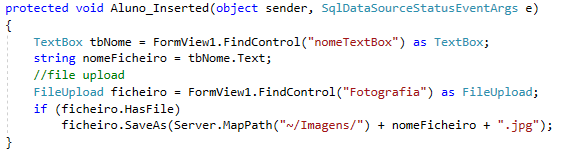 protected void Aluno_Inserted(object sender, SqlDataSourceStatusEventArgs e)
{
TextBox tbNome = FormView1.FindControl("nomeTextBox") as TextBox;
string nomeFicheiro = tbNome.Text;
//file upload
FileUpload ficheiro = FormView1.FindControl("Fotografia") as FileUpload;
if (ficheiro.HasFile)
ficheiro.SaveAs(Server.MapPath("~/Imagens/") + nomeFicheiro + ".jpg");
}